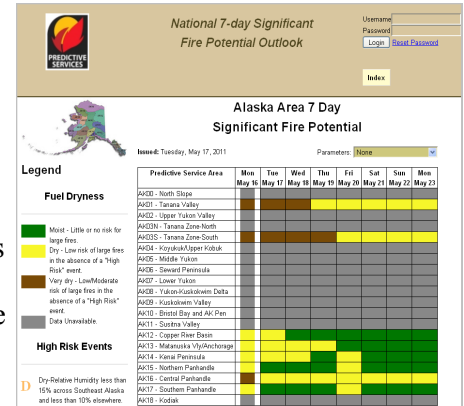 National 7-day Significant
Fire Potential Outlook
PREDICTIVE
SERVICES
Username
Password
Login Reset Password
Index
Alaska Area 7 Day
Significant Fire Potential
Issued: Tuesday, May 17, 2011
Parameters: None
Legend
Fuel Dryness
Moist - Little or no risk for
large fires.
Dry - Low risk of large fires
in the absence of a "High
Risk" event.
Very dry - Low/Moderate
risk of large fires in the
absence of a "High Risk"
event.
Data Unavailable.
High Risk Events
D Dry-Relative Humidity less than
15% across Southeast Alaska
and less than 10% elsewhere.
Predictive Service Area Mon Tue Wed Thu Fri Sat Sun Mon
May 16 May 17 May 18 May 19 May 20 May 21 May 22 May 23
AK00 - North Slope
AK01 - Tanana Valley
AK02 - Upper Yukon Valley
AK03N - Tanana Zone-North
AK03S - Tanana Zone-South
AK04 - Koyukuk/Upper Kobuk
AK05 - Middle Yukon
AK06 - Seward Peninsula
AK07 - Lower Yukon
AK08 - Yukon-Kuskokwim Delta
AK09 - Kuskokwim Valley
AK10 - Bristol Bay and AK Pen
AK11 - Susitna Valley
AK12 - Copper River Basin
AK13 - Matanuska Vly/Anchorage
AK14 - Kenai Peninsula
AK15 - Northern Panhandle
AK16 - Central Panhandle
AK17 - Southern Panhandle
AK18 - Kodiak
s
e